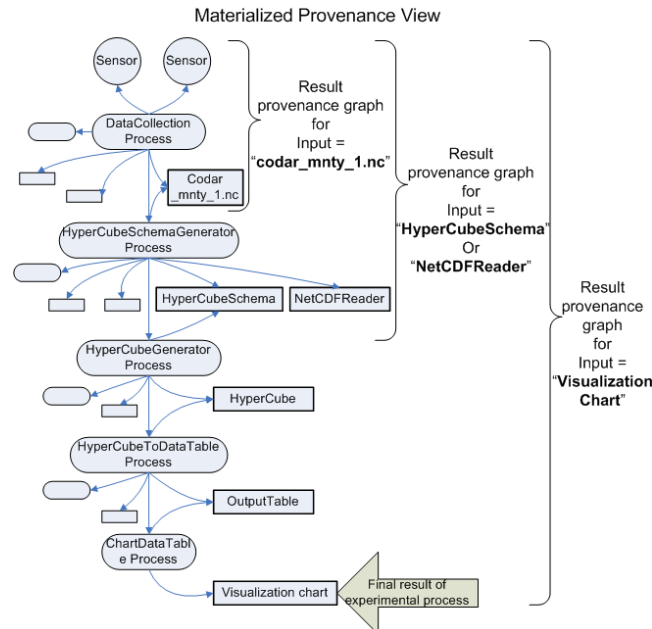 Materialized Provenance View
Sensor
Sensor
DataCollection
Process
Codar
_mnty_1.nc
HyperCubeSchemaGenerator
Process
HyperCubeSchema
NetCDFReader
HyperCubeGenerator
Process
HyperCube
HyperCubeToDataTable
Process
OutputTable
ChartDataTabl
e Process
Visualization chart
Final result of
experimental process
Result
provenance graph
for
Input =
“codar_mnty_1.nc”
Result
provenance graph
for
Input =
“HyperCubeSchema”
Or
“NetCDFReader”
Result
provenance
graph
for
Input =
“Visualization
Chart”